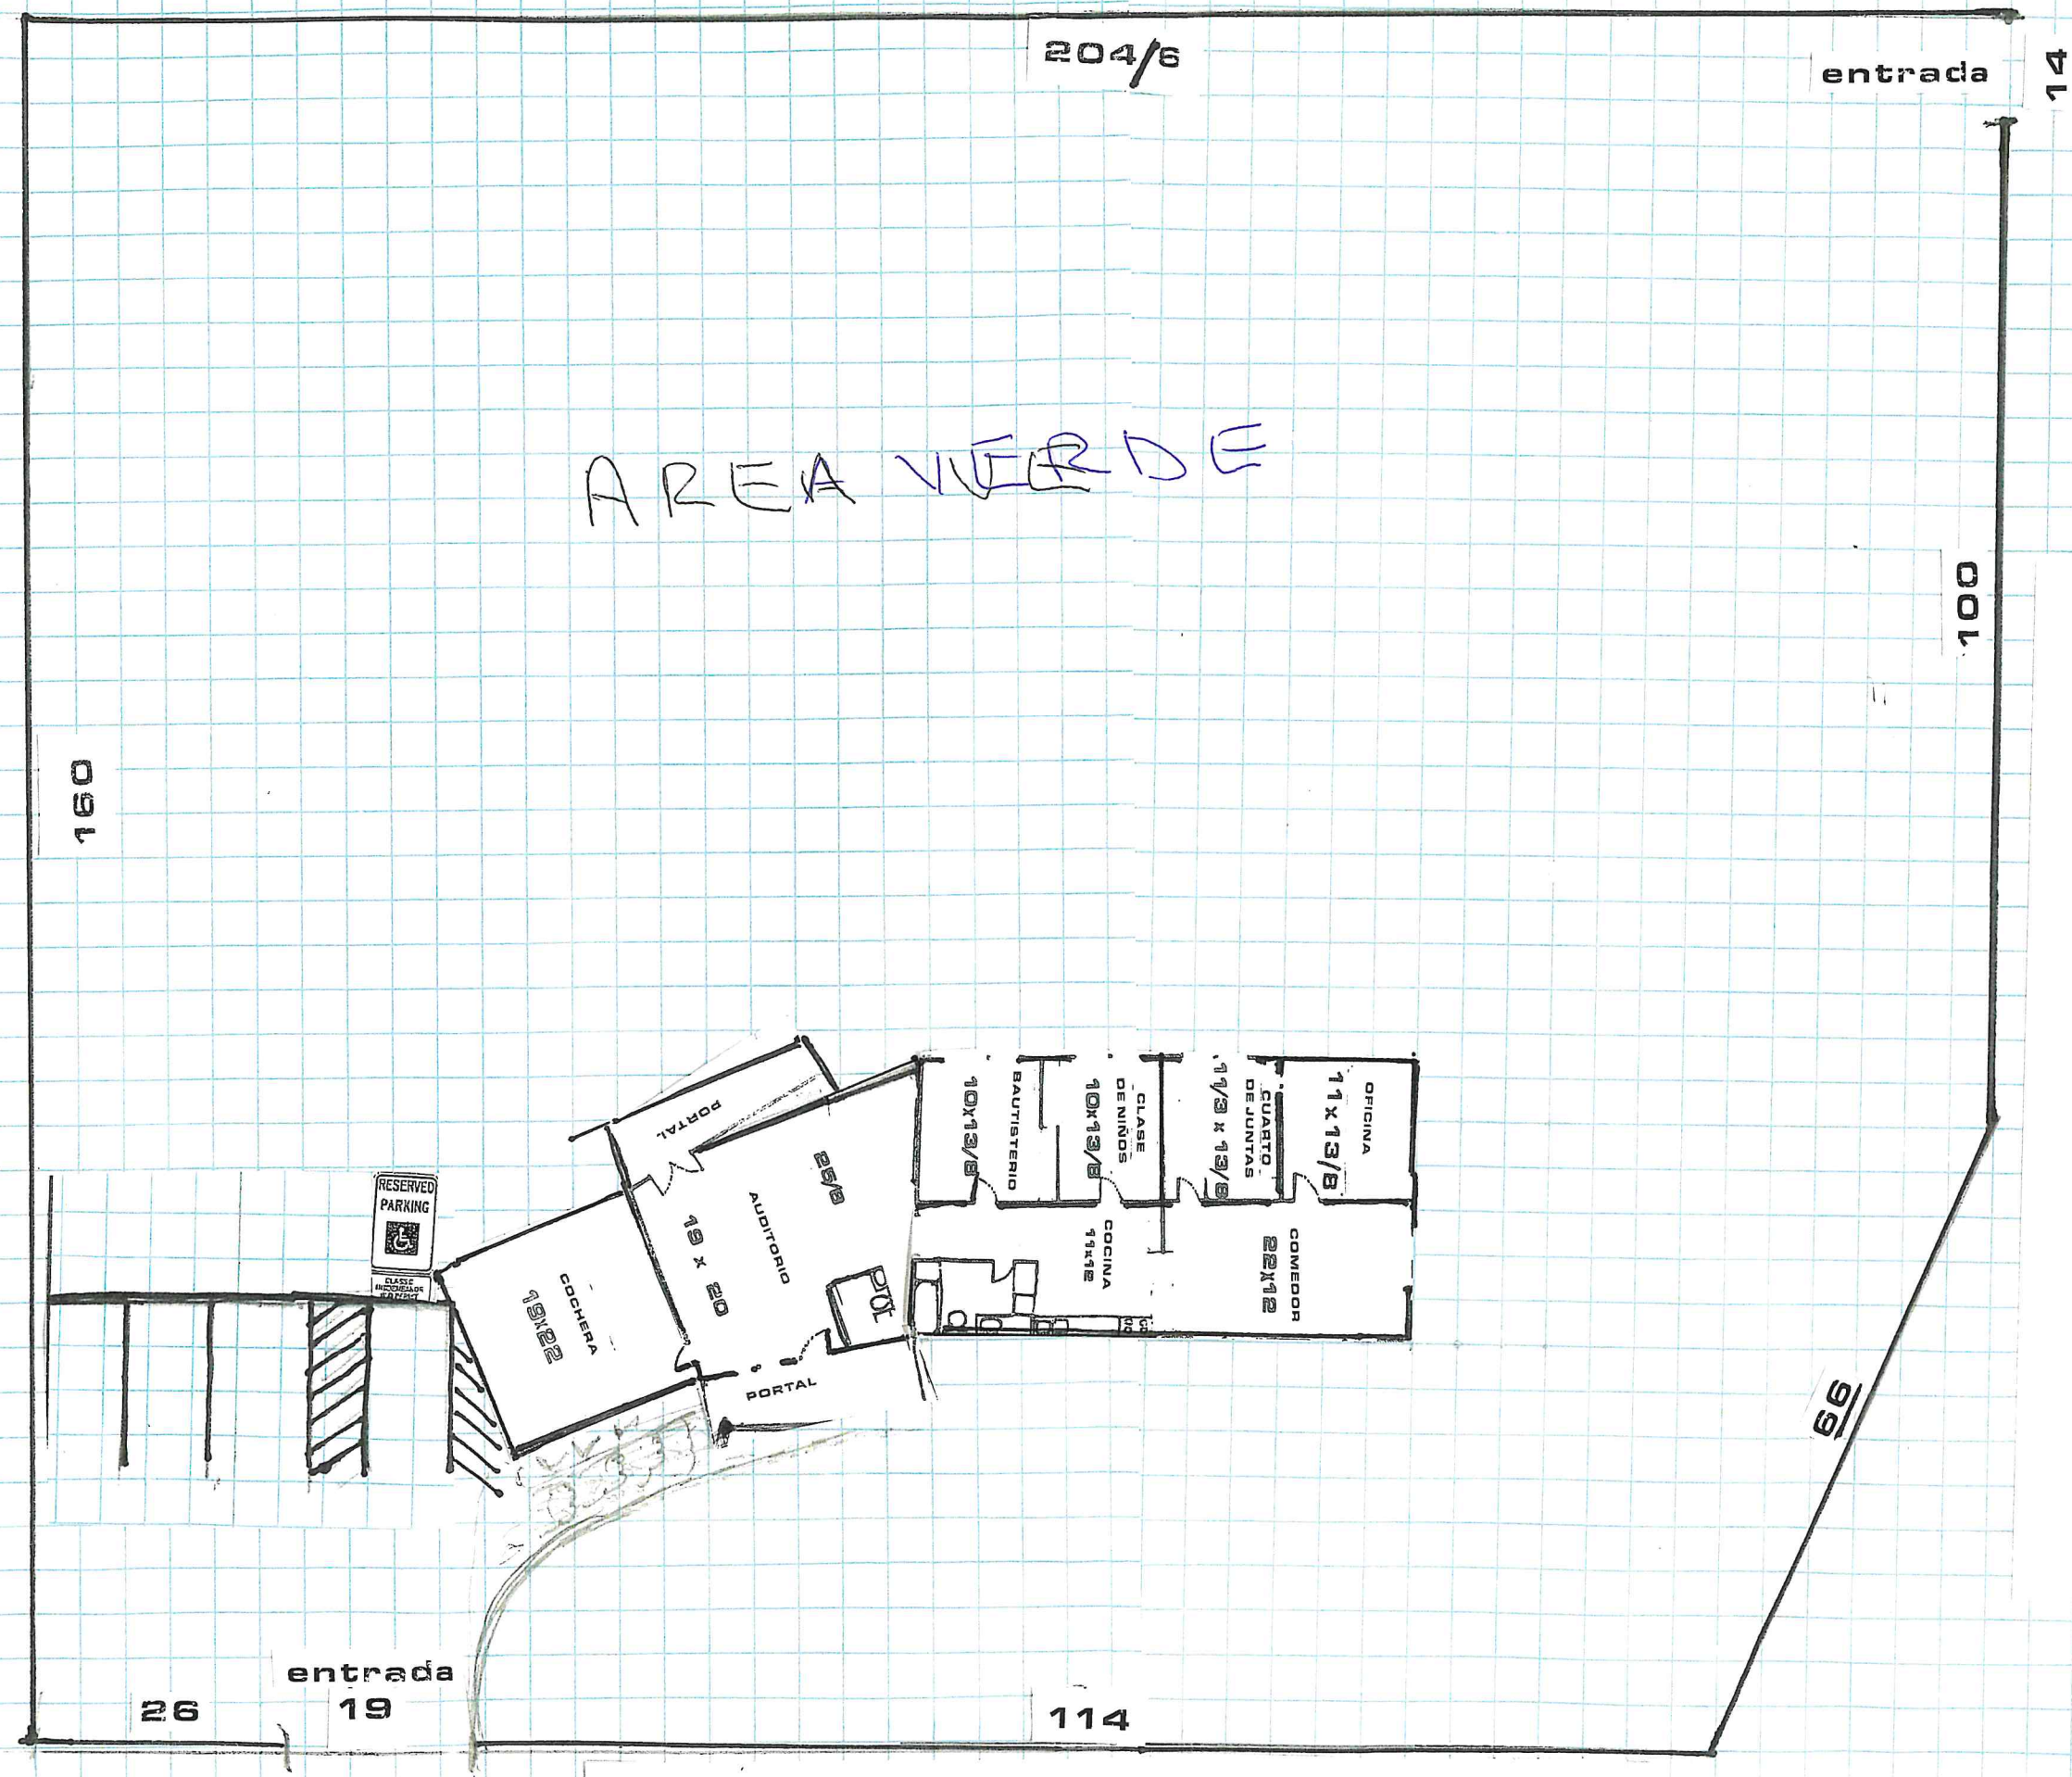 204/6
entrada
14
AREA VERDE
100
160
PORTAL
25/8
AUDITORIO
19 x 20
10x13/8
BAUTISTERIO
10x13/8
CLASE
DE NIÑOS
11/3 x 13/8
CUARTO
DE JUNTAS
11x13/8
OFICINA
RESERVED
PARKING
COCHERA
19x22
COCINA
11x12
COMEDOR
22x12
PORTAL
66
entrada
26
19
114